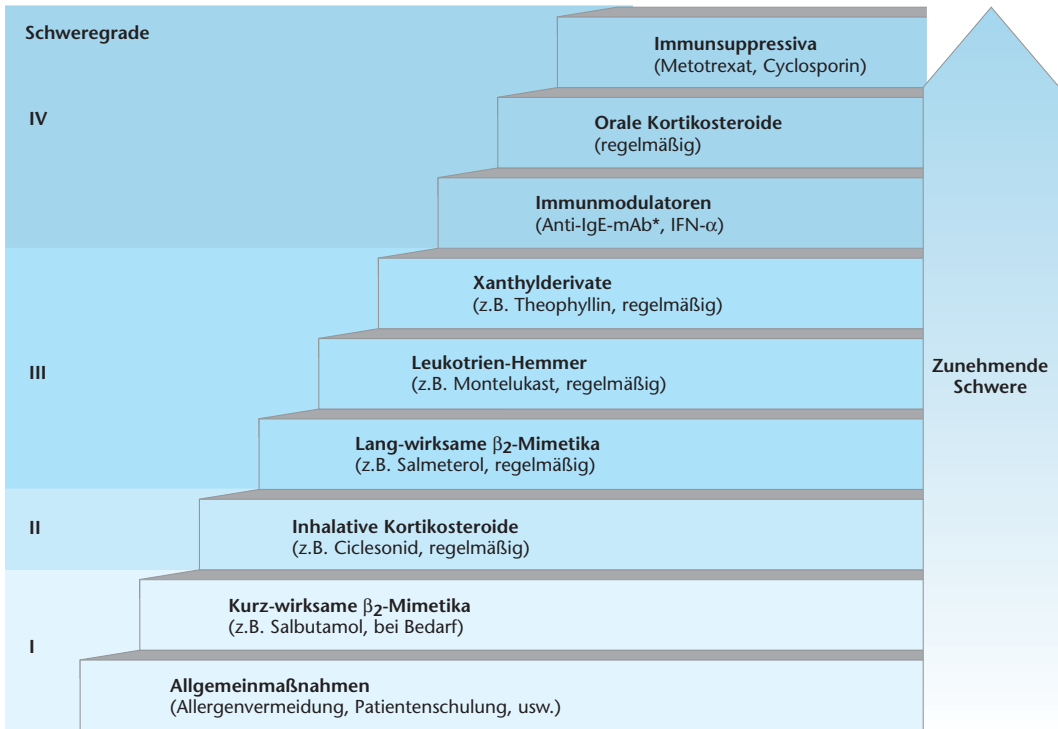 Schweregrade
Immunsuppressiva
(Metotrexat, Cyclosporin)
IV
Orale Kortikosteroide
(regelmäßig)
Immunmodulatoren
(Anti-IgE-mAb*, IFN-α)
Xanthylderivate
(z.B. Theophyllin, regelmäßig)
III
Leukotrien-Hemmer
(z.B. Montelukast, regelmäßig)
Zunehmende
Schwere
Lang-wirksame β₂-Mimetika
(z.B. Salmeterol, regelmäßig)
II
Inhalative Kortikosteroide
(z.B. Ciclesonid, regelmäßig)
Kurz-wirksame β₂-Mimetika
(z.B. Salbutamol, bei Bedarf)
I
Allgemeinmaßnahmen
(Allergenvermeidung, Patientenschulung, usw.)